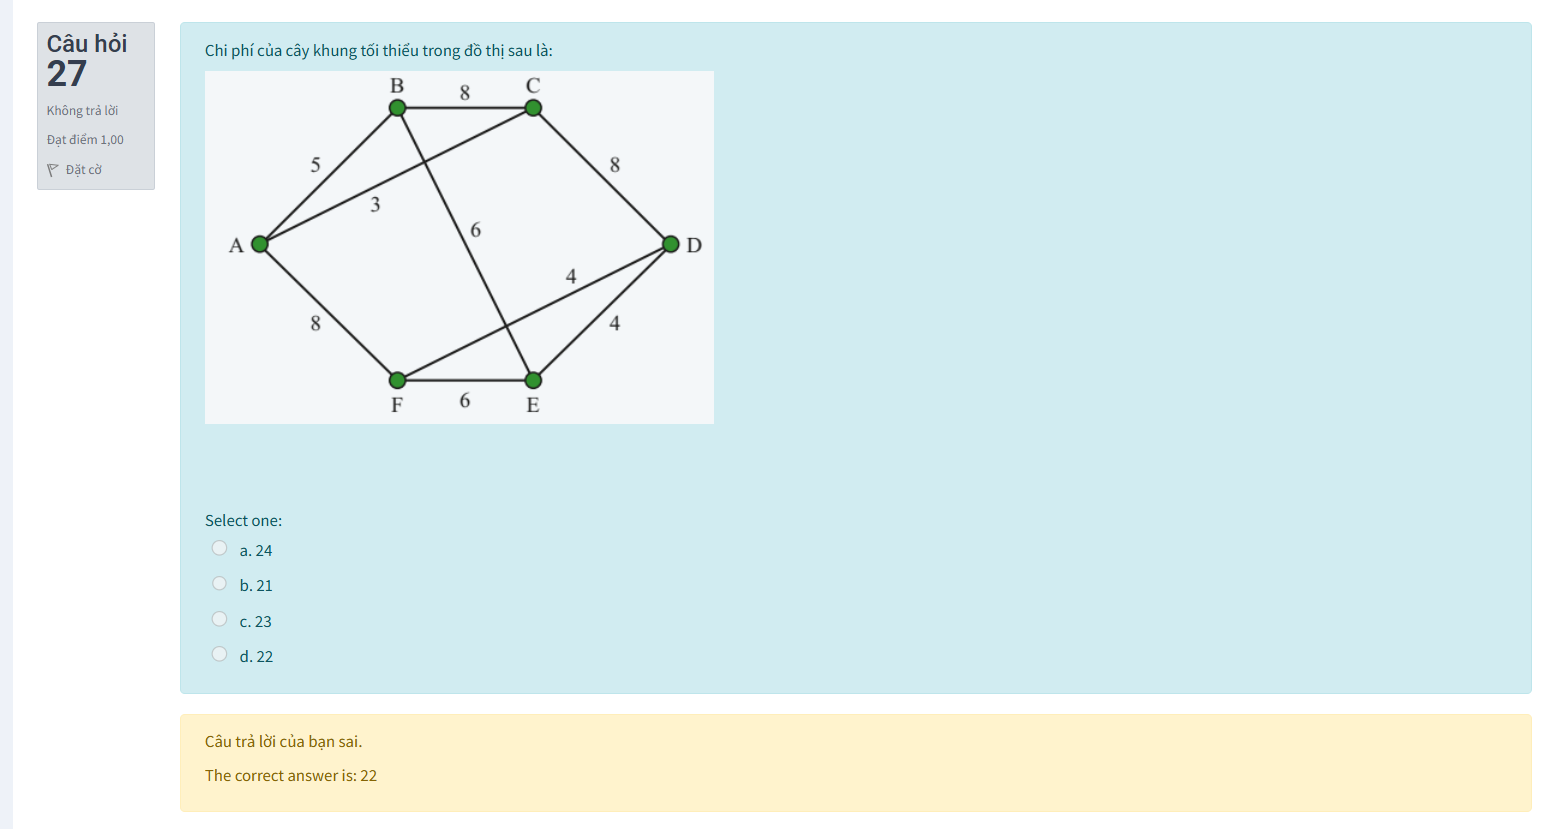 Câu hỏi
27
Không trả lời
Đạt điểm 1,00
Đặt cờ
Chi phí của cây khung tối thiểu trong đồ thị sau là:
B 8 C
5 8
3
6
A D
4
8 4
F 6 E
Select one:
a. 24
b. 21
c. 23
d. 22
Câu trả lời của bạn sai.
The correct answer is: 22